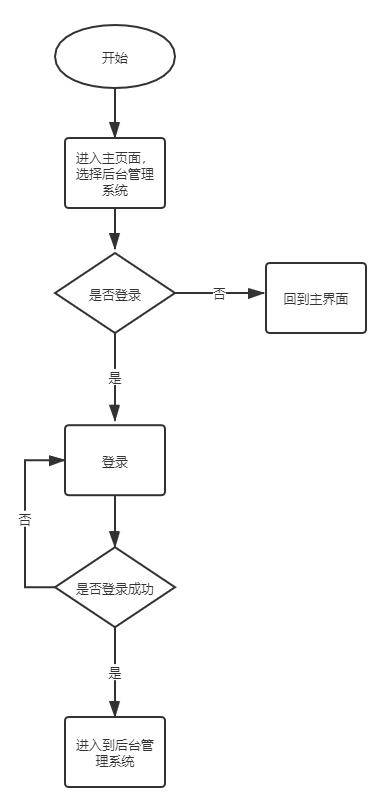 开始
进入主页面，
选择后台管理
系统
是否登录
否
回到主界面
是
登录
否
是否登录成功
是
进入到后台管
理系统